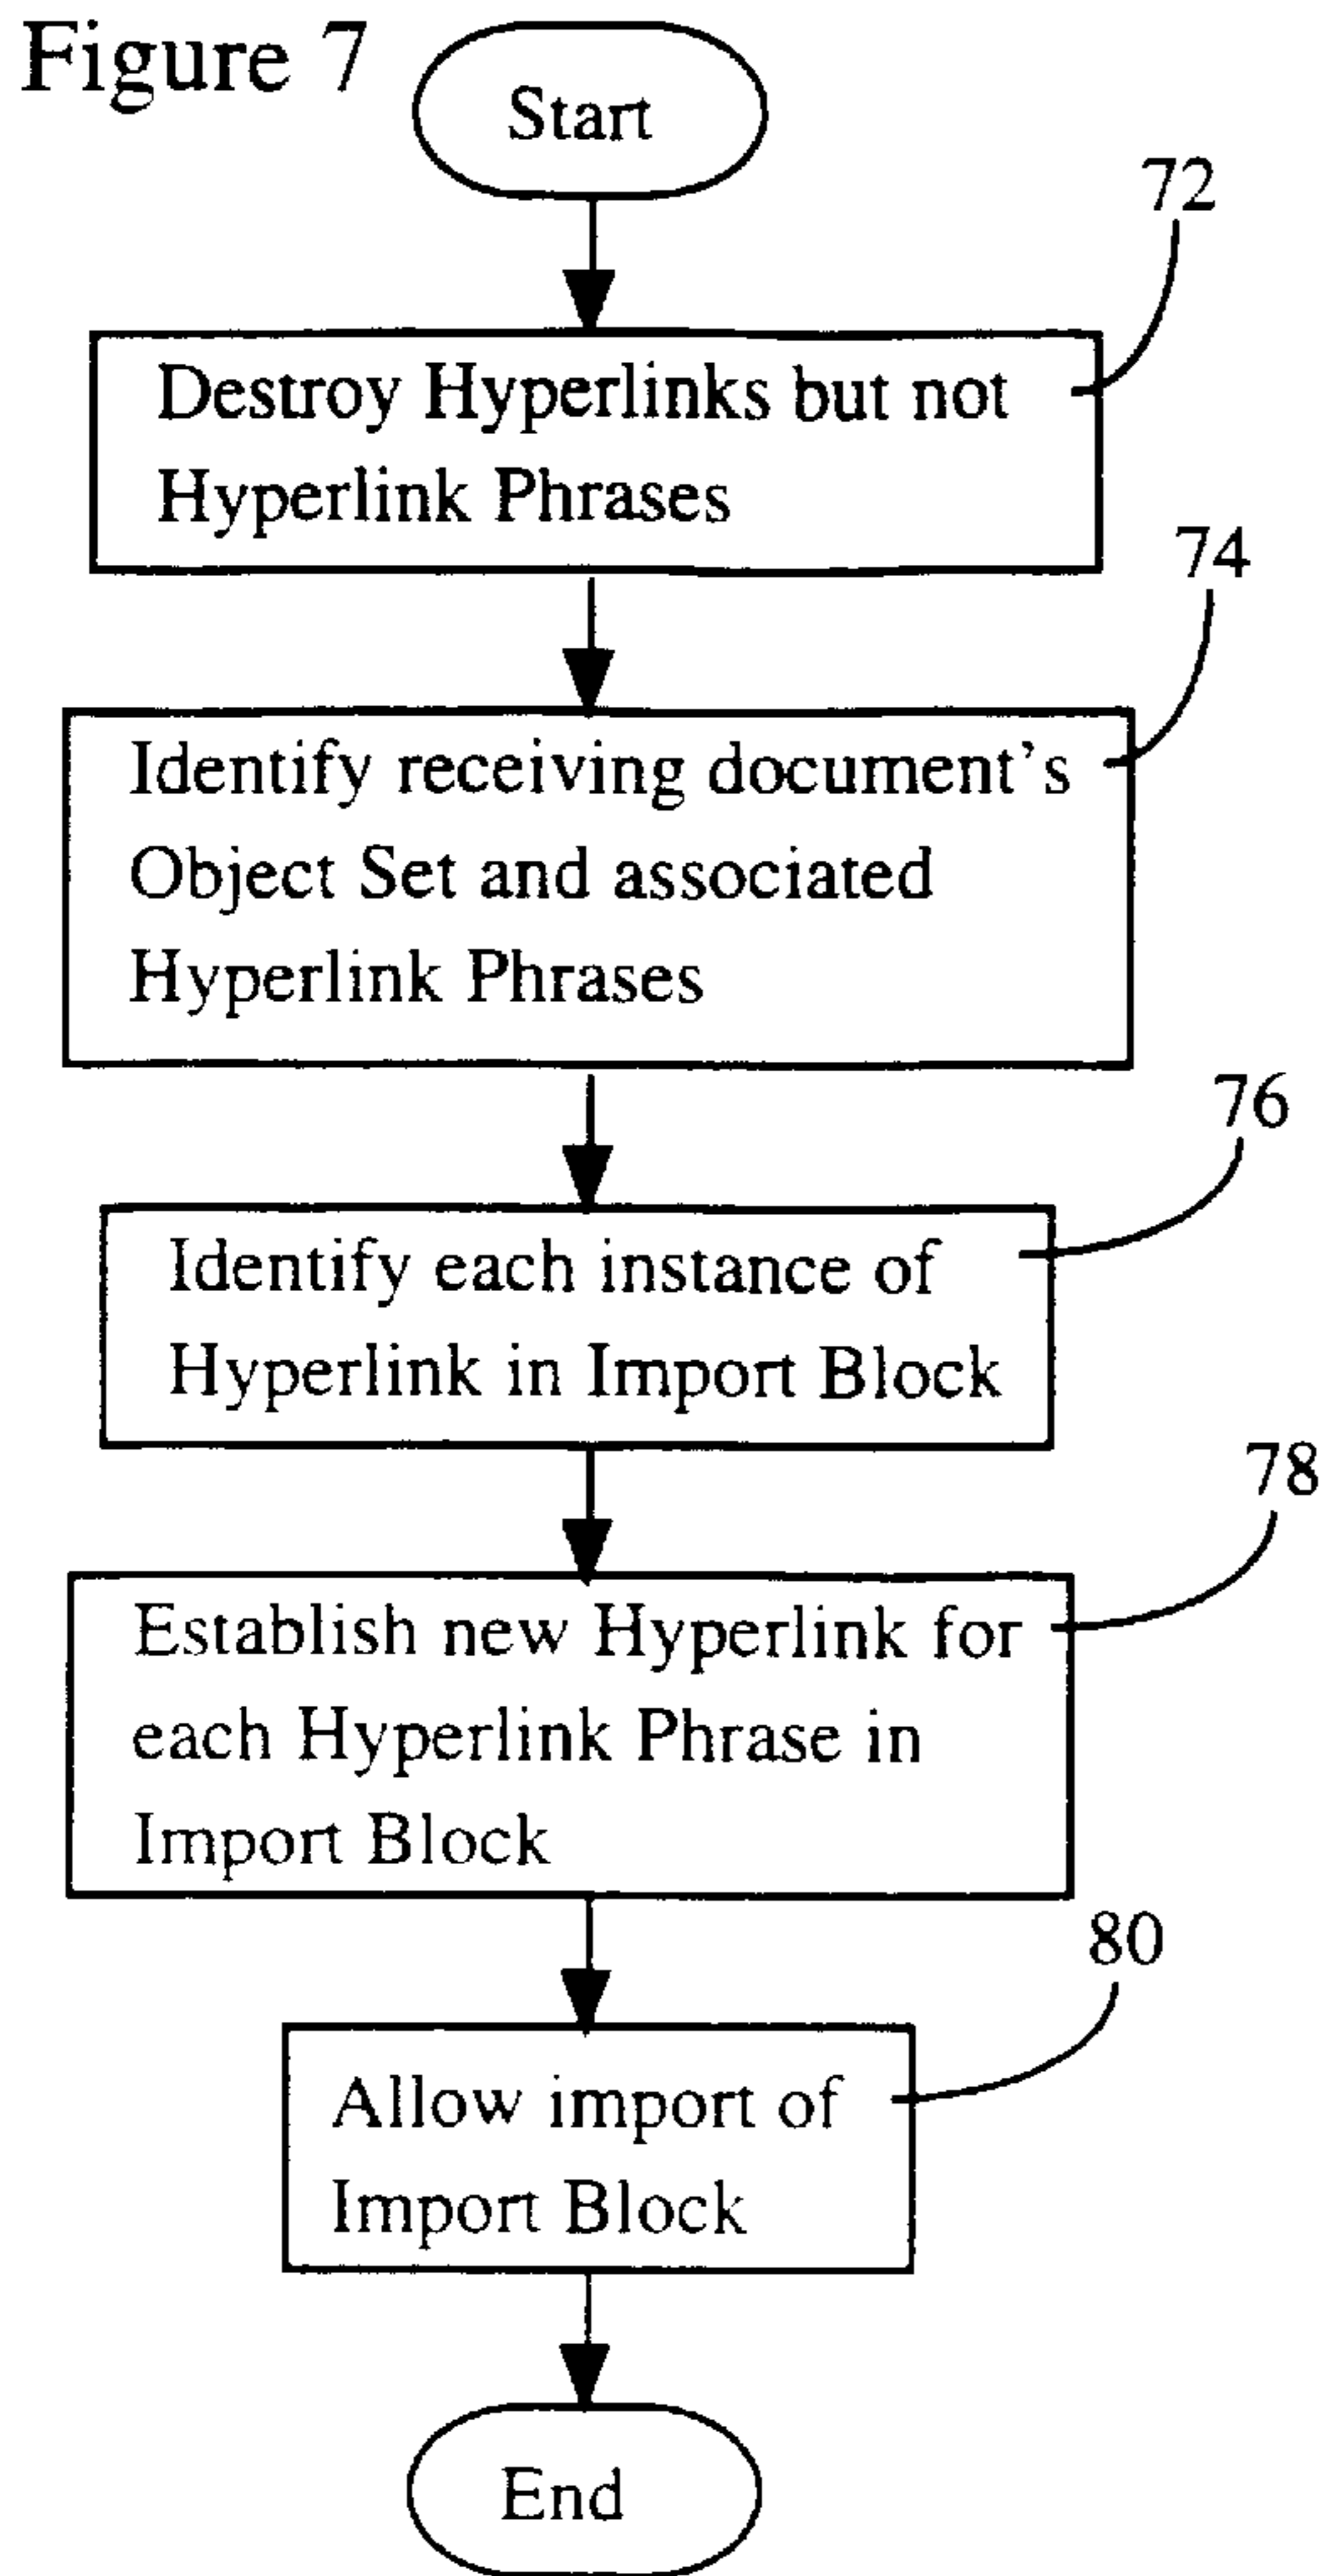 Figure 7
Start
72
Destroy Hyperlinks but not
Hyperlink Phrases
74
Identify receiving document's
Object Set and associated
Hyperlink Phrases
76
Identify each instance of
Hyperlink in Import Block
78
Establish new Hyperlink for
each Hyperlink Phrase in
Import Block
80
Allow import of
Import Block
End